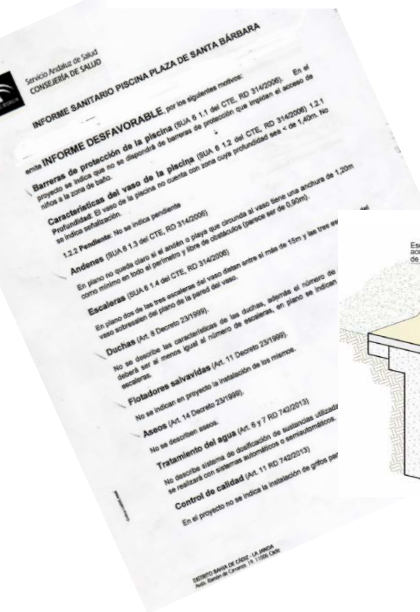 Servicio Andaluz de Salud
CONSEJERÍA DE SALUD
INFORME SANITARIO PISCINA PLAZA DE SANTA BÁRBARA
emite INFORME DESFAVORABLE, por los siguientes motivos:
Barreras de protección de la piscina (SUA 6 1.1 del CTE, RD 314/2006). En el
proyecto se indica que no se dispondrá de barreras de protección que impidan el acceso de
niños a la zona de baño.
Características del vaso de la piscina (SUA 6 1.2 del CTE, RD 314/2006) 1.2.1
Profundidad: El vaso de la piscina no cuenta con zona cuya profundidad sea < de 1,40m. No
se indica señalización.
1.2.2 Pendiente: No se indica pendiente
Andenes (SUA 6 1.3 del CTE, RD 314/2006)
En plano no queda claro si el andén o playa que circunda al vaso tiene una anchura de 1,20m
como mínimo en todo el perímetro y libre de obstáculos (parece ser de 0,90m).
Escaleras (SUA 6 1.4 del CTE, RD 314/2006)
En plano dos de las tres escaleras del vaso distan entre el más de 15m y las tres esc
vaso sobresalen del plano de la pared del vaso.
Duchas (Art. 8 Decreto 23/1999).
No se describe las características de las duchas, además el número de
deberá ser al menos igual al número de escaleras, en plano se indican
escaleras.
Flotadores salvavidas (Art. 11 Decreto 23/1999).
No se indican en proyecto la instalación de los mismos.
Aseos (Art. 14 Decreto 23/1999).
No se describen aseos.
Tratamiento del agua (Art. 6 y 7 RD 742/2013)
No describe sistema de dosificación de sustancias utilizad
se realizará con sistemas automáticos o semiautomáticos.
Control de calidad (Art. 11 RD 742/2013)
En el proyecto no se indica la instalación de grifos par
DISTRITO BAHÍA DE CÁDIZ - LA JANDA